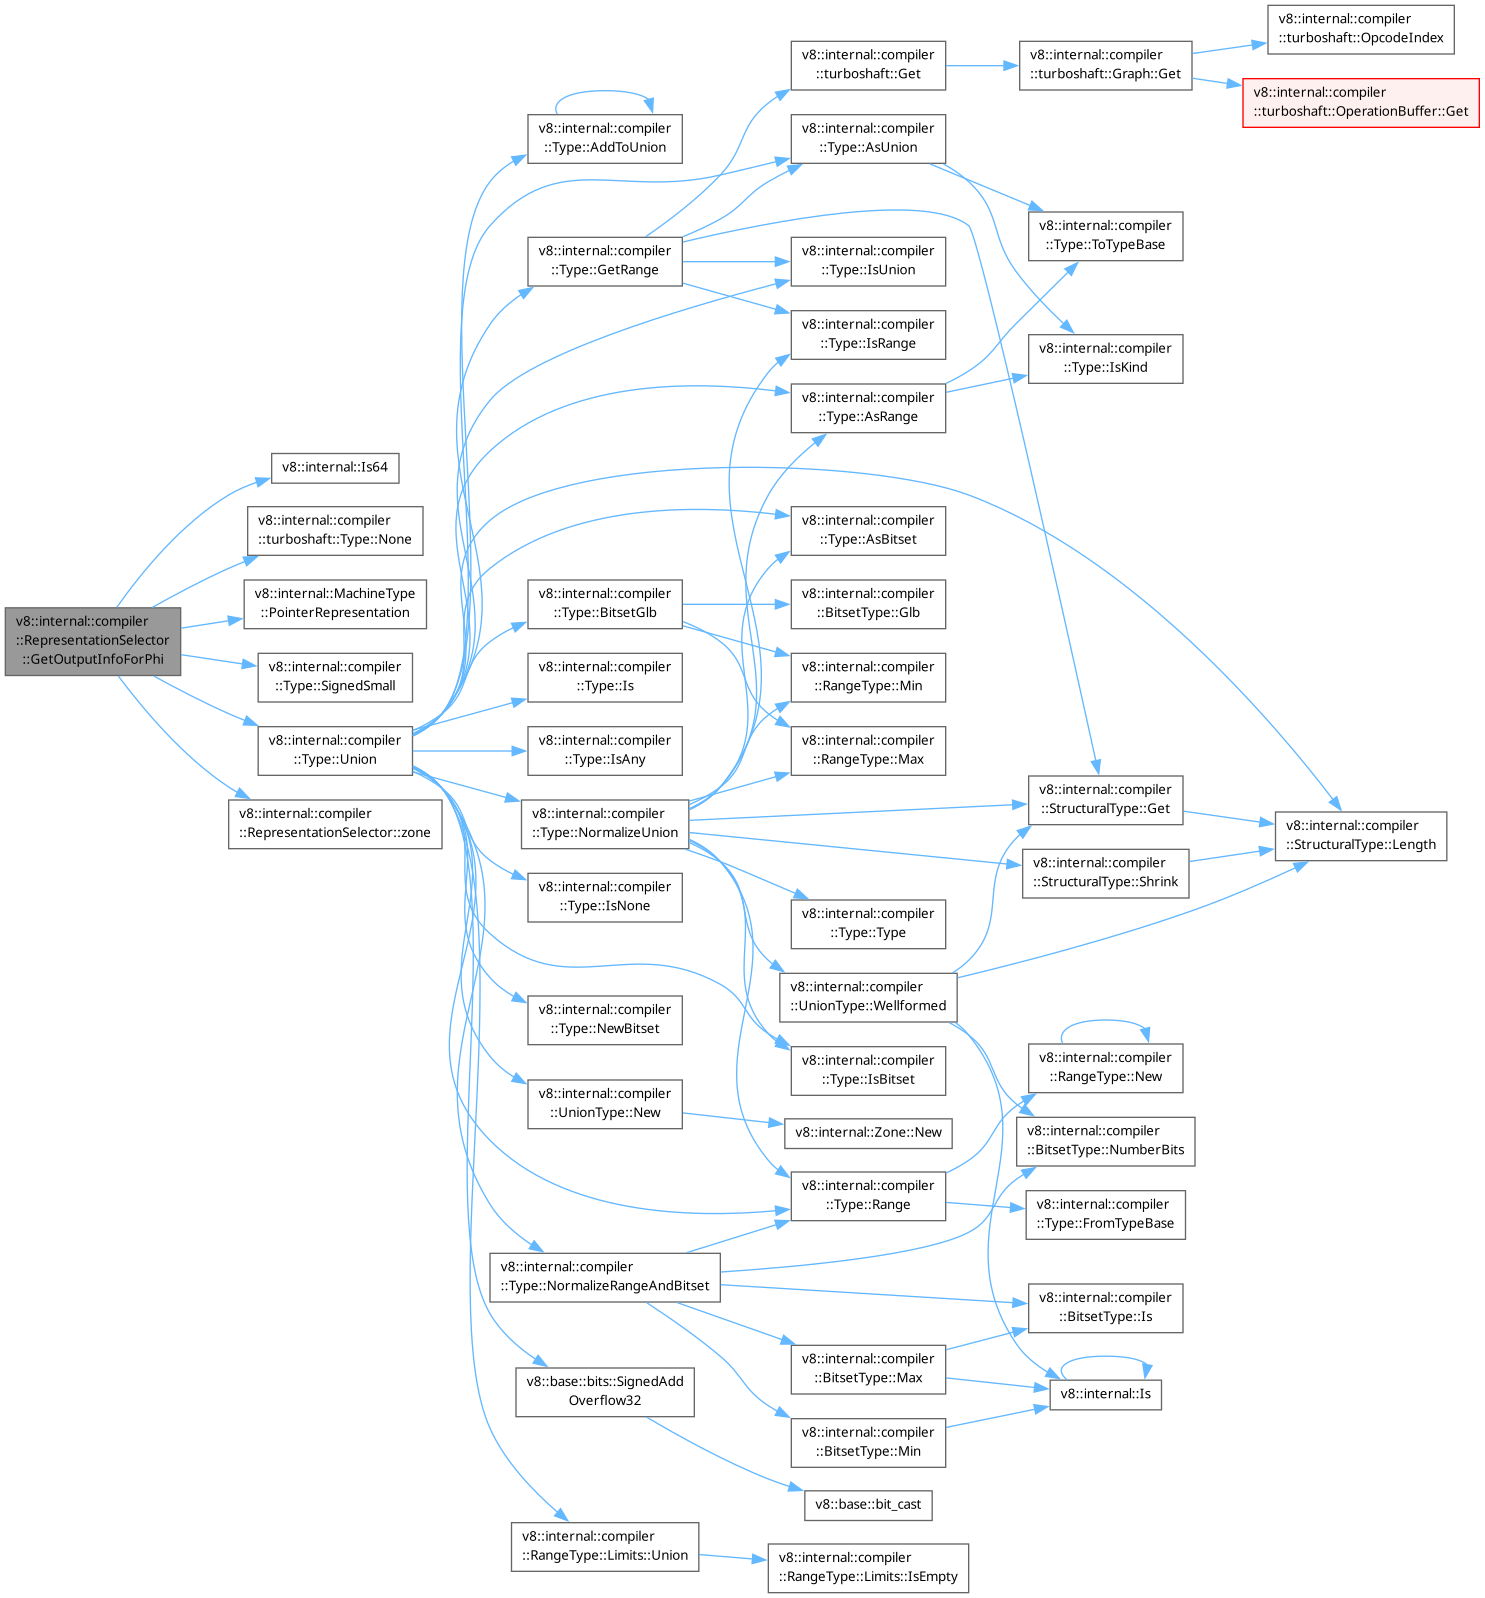 v8::internal::compiler
::RepresentationSelector
::GetOutputInfoForPhi
v8::internal::Is64
v8::internal::compiler
::turboshaft::Type::None
v8::internal::MachineType
::PointerRepresentation
v8::internal::compiler
::Type::SignedSmall
v8::internal::compiler
::Type::Union
v8::internal::compiler
::RepresentationSelector::zone
v8::internal::compiler
::Type::AddToUnion
v8::internal::compiler
::Type::GetRange
v8::internal::compiler
::Type::BitsetGlb
v8::internal::compiler
::Type::Is
v8::internal::compiler
::Type::IsAny
v8::internal::compiler
::Type::NormalizeUnion
v8::internal::compiler
::Type::IsNone
v8::internal::compiler
::Type::NewBitset
v8::internal::compiler
::UnionType::New
v8::internal::compiler
::Type::NormalizeRangeAndBitset
v8::base::bits::SignedAdd
Overflow32
v8::internal::compiler
::RangeType::Limits::Union
v8::internal::compiler
::turboshaft::Get
v8::internal::compiler
::Type::AsUnion
v8::internal::compiler
::Type::IsUnion
v8::internal::compiler
::Type::IsRange
v8::internal::compiler
::Type::AsRange
v8::internal::compiler
::Type::AsBitset
v8::internal::compiler
::BitsetType::Glb
v8::internal::compiler
::RangeType::Min
v8::internal::compiler
::RangeType::Max
v8::internal::compiler
::Type::Type
v8::internal::compiler
::UnionType::Wellformed
v8::internal::compiler
::Type::IsBitset
v8::internal::Zone::New
v8::internal::compiler
::Type::Range
v8::internal::compiler
::BitsetType::Max
v8::internal::compiler
::BitsetType::Min
v8::base::bit_cast
v8::internal::compiler
::RangeType::Limits::IsEmpty
v8::internal::compiler
::turboshaft::Graph::Get
v8::internal::compiler
::Type::ToTypeBase
v8::internal::compiler
::Type::IsKind
v8::internal::compiler
::StructuralType::Get
v8::internal::compiler
::StructuralType::Shrink
v8::internal::compiler
::RangeType::New
v8::internal::compiler
::BitsetType::NumberBits
v8::internal::compiler
::Type::FromTypeBase
v8::internal::compiler
::BitsetType::Is
v8::internal::Is
v8::internal::compiler
::turboshaft::OpcodeIndex
v8::internal::compiler
::turboshaft::OperationBuffer::Get
v8::internal::compiler
::StructuralType::Length